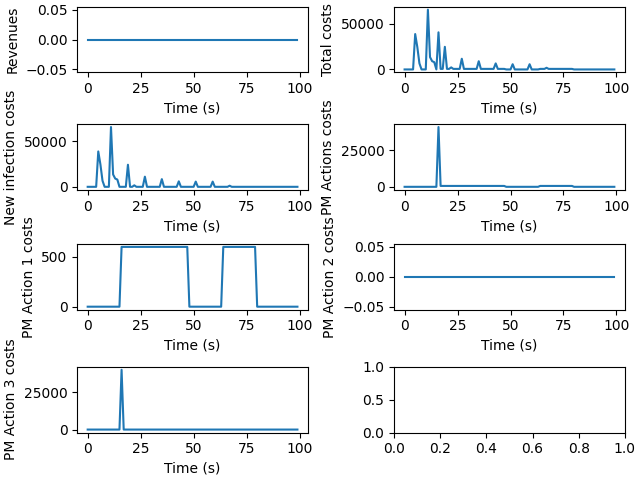 Revenues
0.05
0.00
−0.05
0 25 50 75 100
Time (s)
Total costs
50000
0
0 25 50 75 100
Time (s)
New infection costs
50000
0
0 25 50 75 100
Time (s)
PM Actions costs
25000
0
0 25 50 75 100
Time (s)
PM Action 1 costs
500
0
0 25 50 75 100
Time (s)
PM Action 2 costs
0.05
0.00
−0.05
0 25 50 75 100
Time (s)
PM Action 3 costs
25000
0
0 25 50 75 100
Time (s)
1.0
0.5
0.0
0.0 0.2 0.4 0.6 0.8 1.0